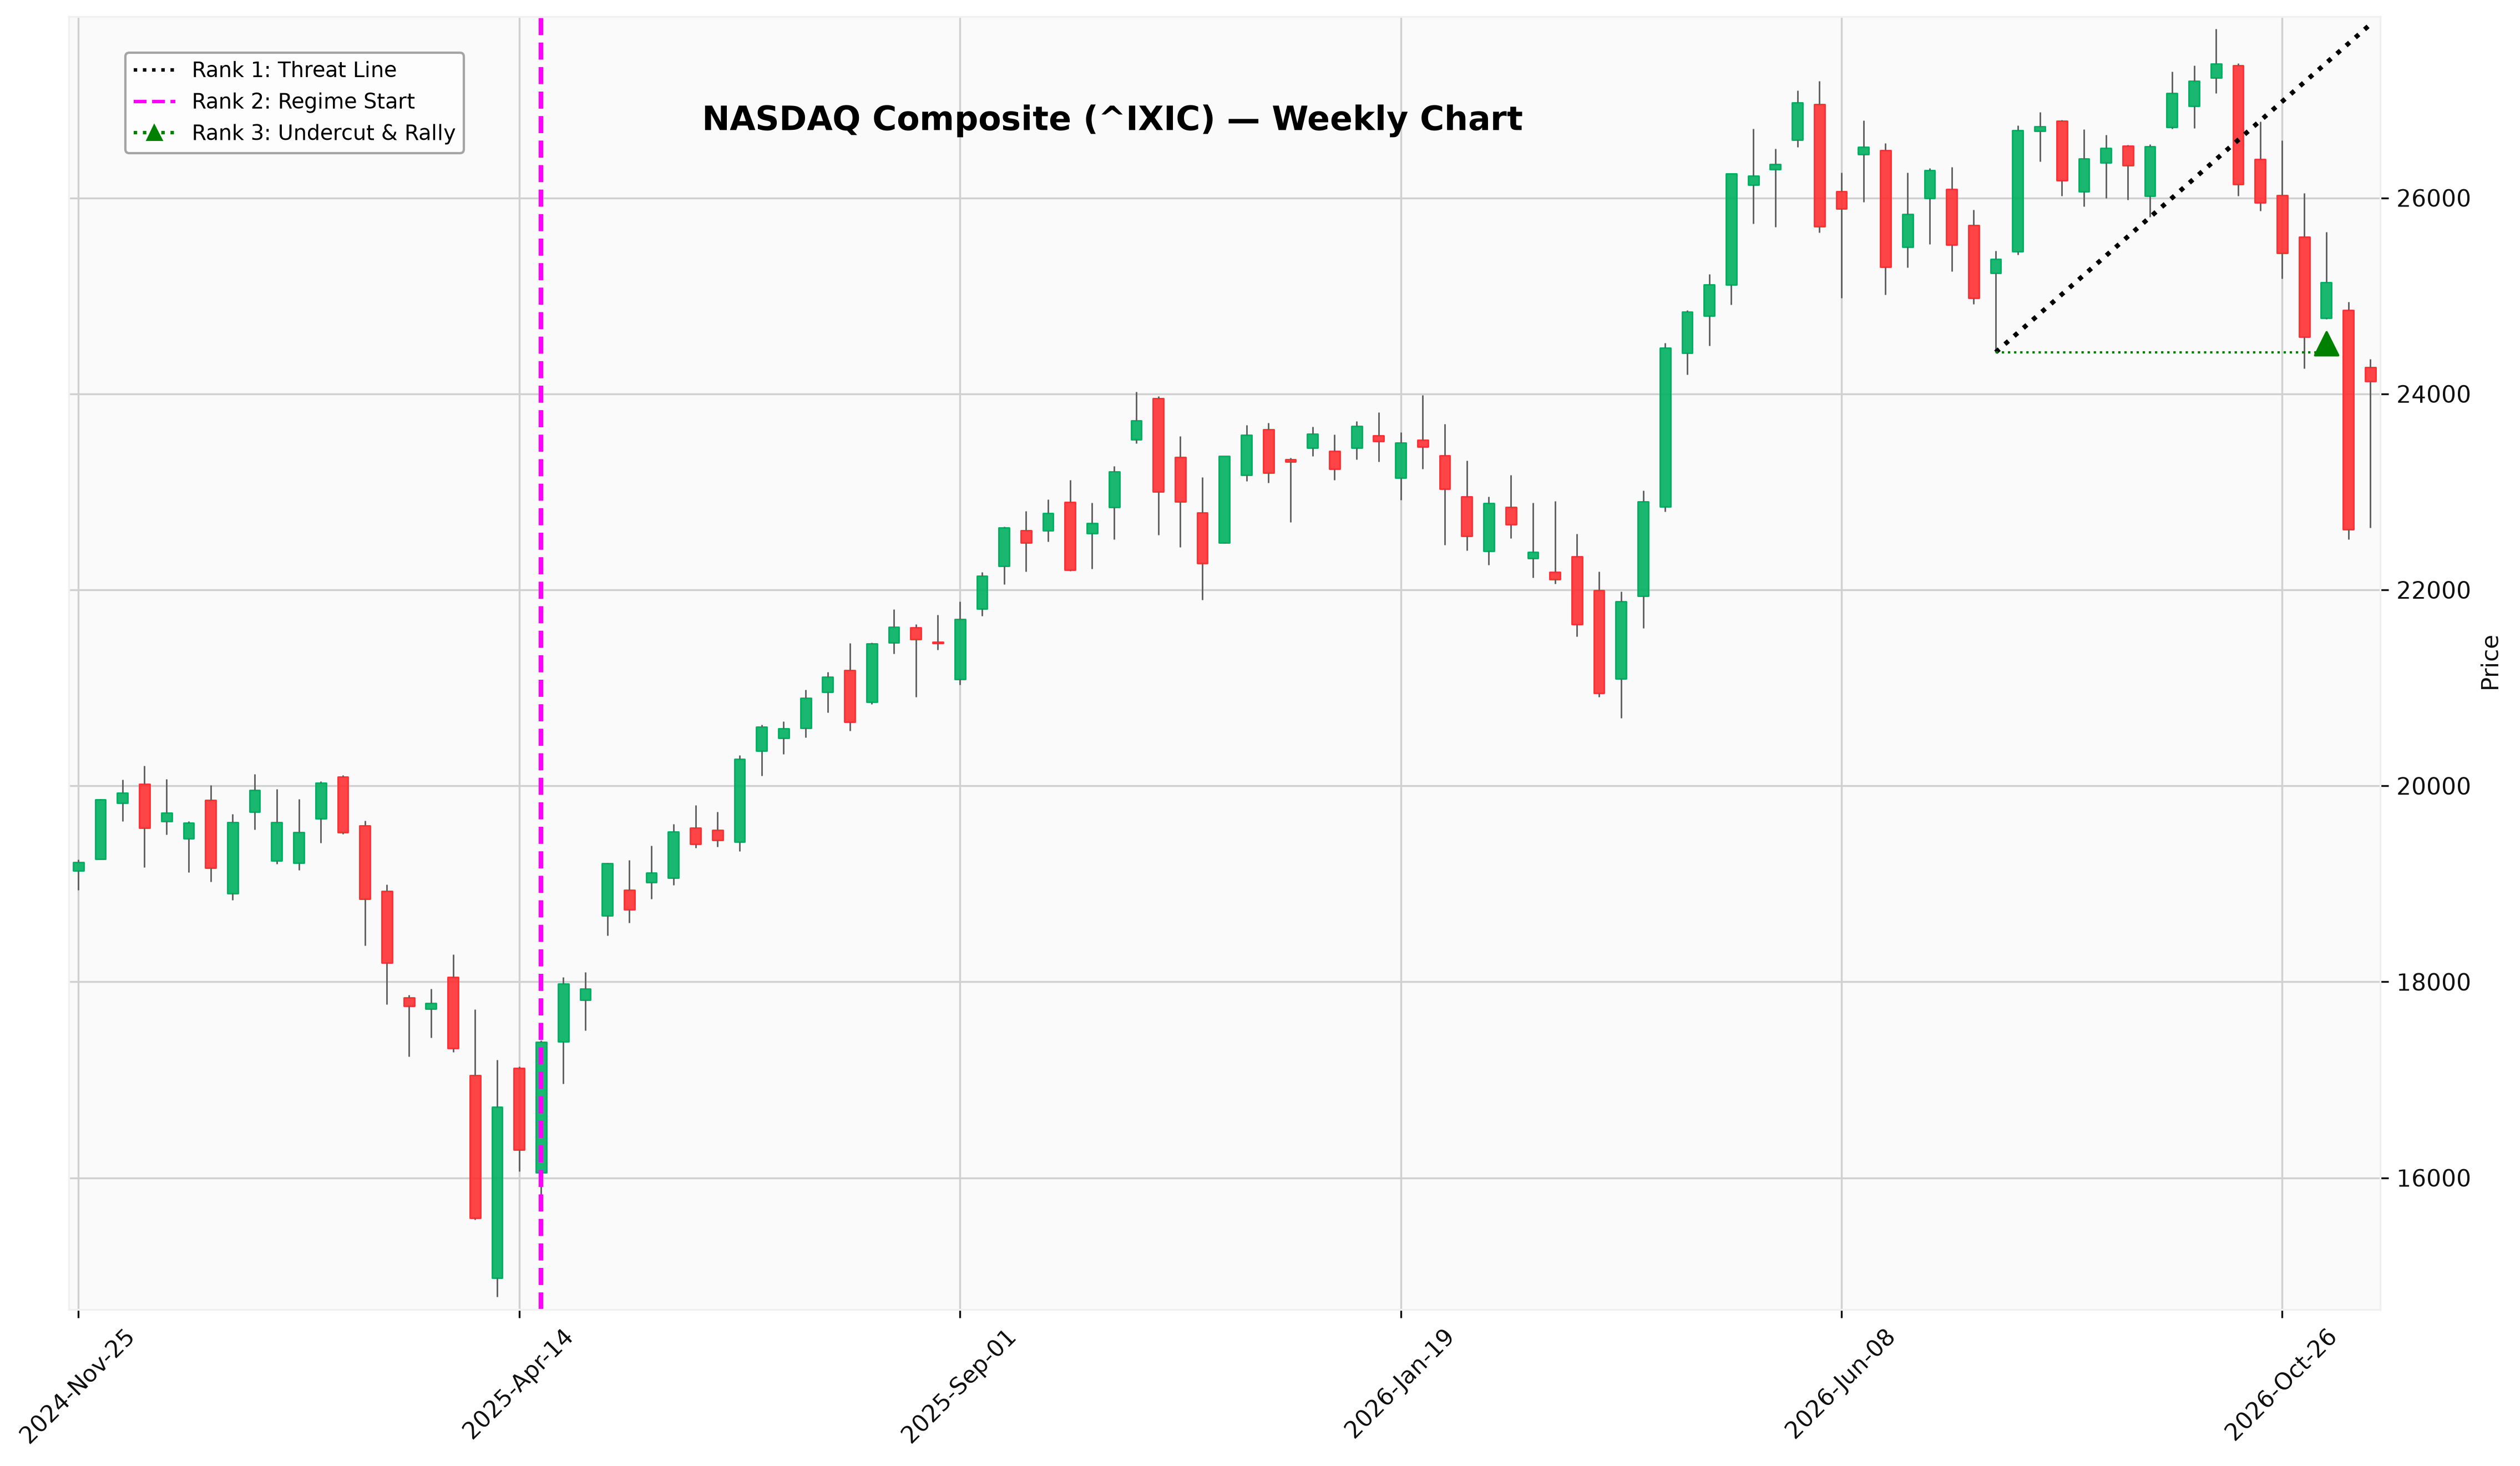 Rank 1: Threat Line
Rank 2: Regime Start
Rank 3: Undercut & Rally
NASDAQ Composite (^IXIC) — Weekly Chart
26000
24000
22000
20000
18000
16000
Price
2024-Nov-25
2025-Apr-14
2025-Sep-01
2026-Jan-19
2026-Jun-08
2026-Oct-26